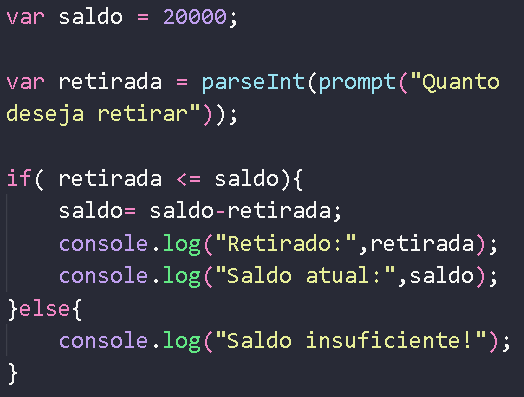 var saldo = 20000;
var retirada = parseInt(prompt("Quanto
deseja retirar"));
if( retirada <= saldo){
saldo= saldo-retirada;
console.log("Retirado:",retirada);
console.log("Saldo atual:",saldo);
}else{
console.log("Saldo insuficiente!");
}